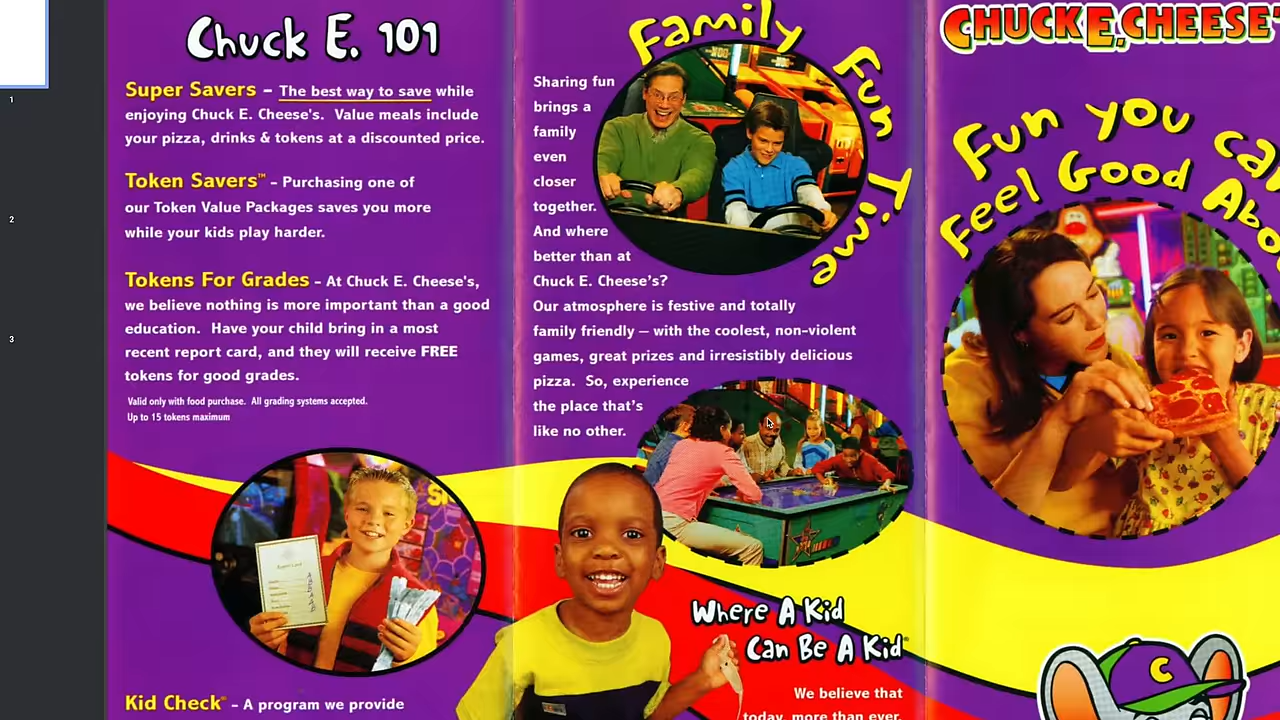 Chuck E. 101
Super Savers – The best way to save while
enjoying Chuck E. Cheese's. Value meals include
your pizza, drinks & tokens at a discounted price.
Token Savers™ – Purchasing one of
our Token Value Packages saves you more
while your kids play harder.
Tokens For Grades – At Chuck E. Cheese's,
we believe nothing is more important than a good
education. Have your child bring in a most
recent report card, and they will receive FREE
tokens for good grades.
Valid only with food purchase. All grading systems accepted.
Up to 15 tokens maximum
Kid Check – A program we provide
Family Fun Time
Sharing fun
brings a
family
even
closer
together.
And where
better than at
Chuck E. Cheese's?
Our atmosphere is festive and totally
family friendly – with the coolest, non-violent
games, great prizes and irresistibly delicious
pizza. So, experience
the place that's
like no other.
Where A Kid
Can Be A Kid
We believe that
today, more than ever,
CHUCK E. CHEESE'
Fun you ca
Feel Good Abo
C
1
2
3